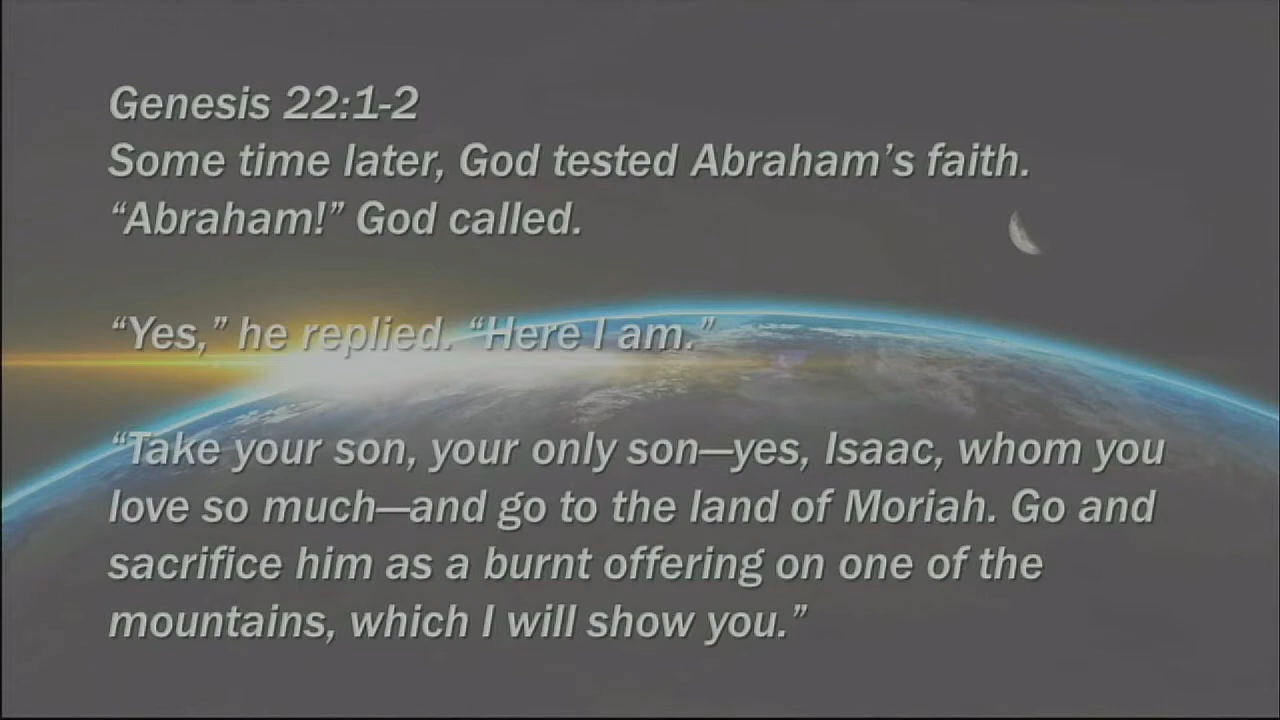 Genesis 22:1-2
Some time later, God tested Abraham’s faith.
“Abraham!” God called.
“Yes,” he replied. “Here I am.”
“Take your son, your only son—yes, Isaac, whom you
love so much—and go to the land of Moriah. Go and
sacrifice him as a burnt offering on one of the
mountains, which I will show you.”